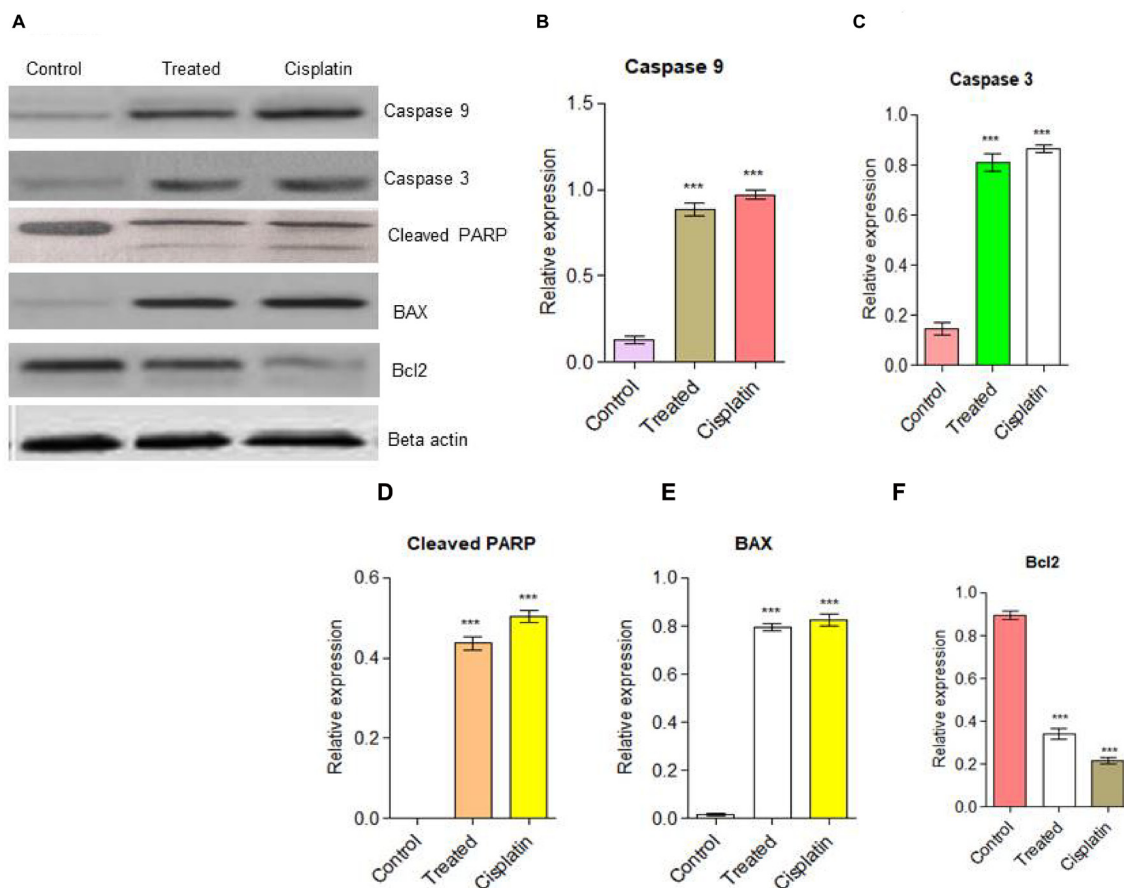 A
Control Treated Cisplatin
Caspase 9
Caspase 3
Cleaved PARP
BAX
Bcl2
Beta actin
B
Caspase 9
Relative expression
1.5
1.0
0.5
0.0
***
***
Control
Treated
Cisplatin
C
Caspase 3
Relative expression
1.0
0.8
0.6
0.4
0.2
0.0
***
***
Control
Treated
Cisplatin
D
Cleaved PARP
Relative expression
0.6
0.4
0.2
0.0
***
***
Control
Treated
Cisplatin
E
BAX
Relative expression
1.0
0.8
0.6
0.4
0.2
0.0
***
***
Control
Treated
Cisplatin
F
Bcl2
Relative expression
1.0
0.8
0.6
0.4
0.2
0.0
***
***
Control
Treated
Cisplatin